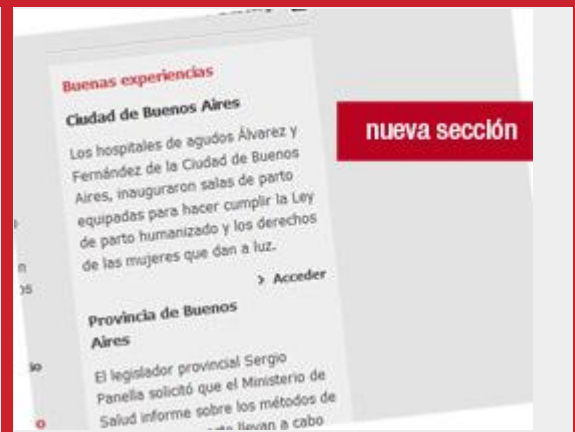 Buenas experiencias
Ciudad de Buenos Aires
Los hospitales de agudos Álvarez y
Fernández de la Ciudad de Buenos
Aires, inauguraron salas de parto
equipadas para hacer cumplir la Ley
de parto humanizado y los derechos
de las mujeres que dan a luz.
> Acceder
Provincia de Buenos
Aires
El legislador provincial Sergio
Panella solicitó que el Ministerio de
Salud informe sobre los métodos de
llevan a cabo
nueva sección